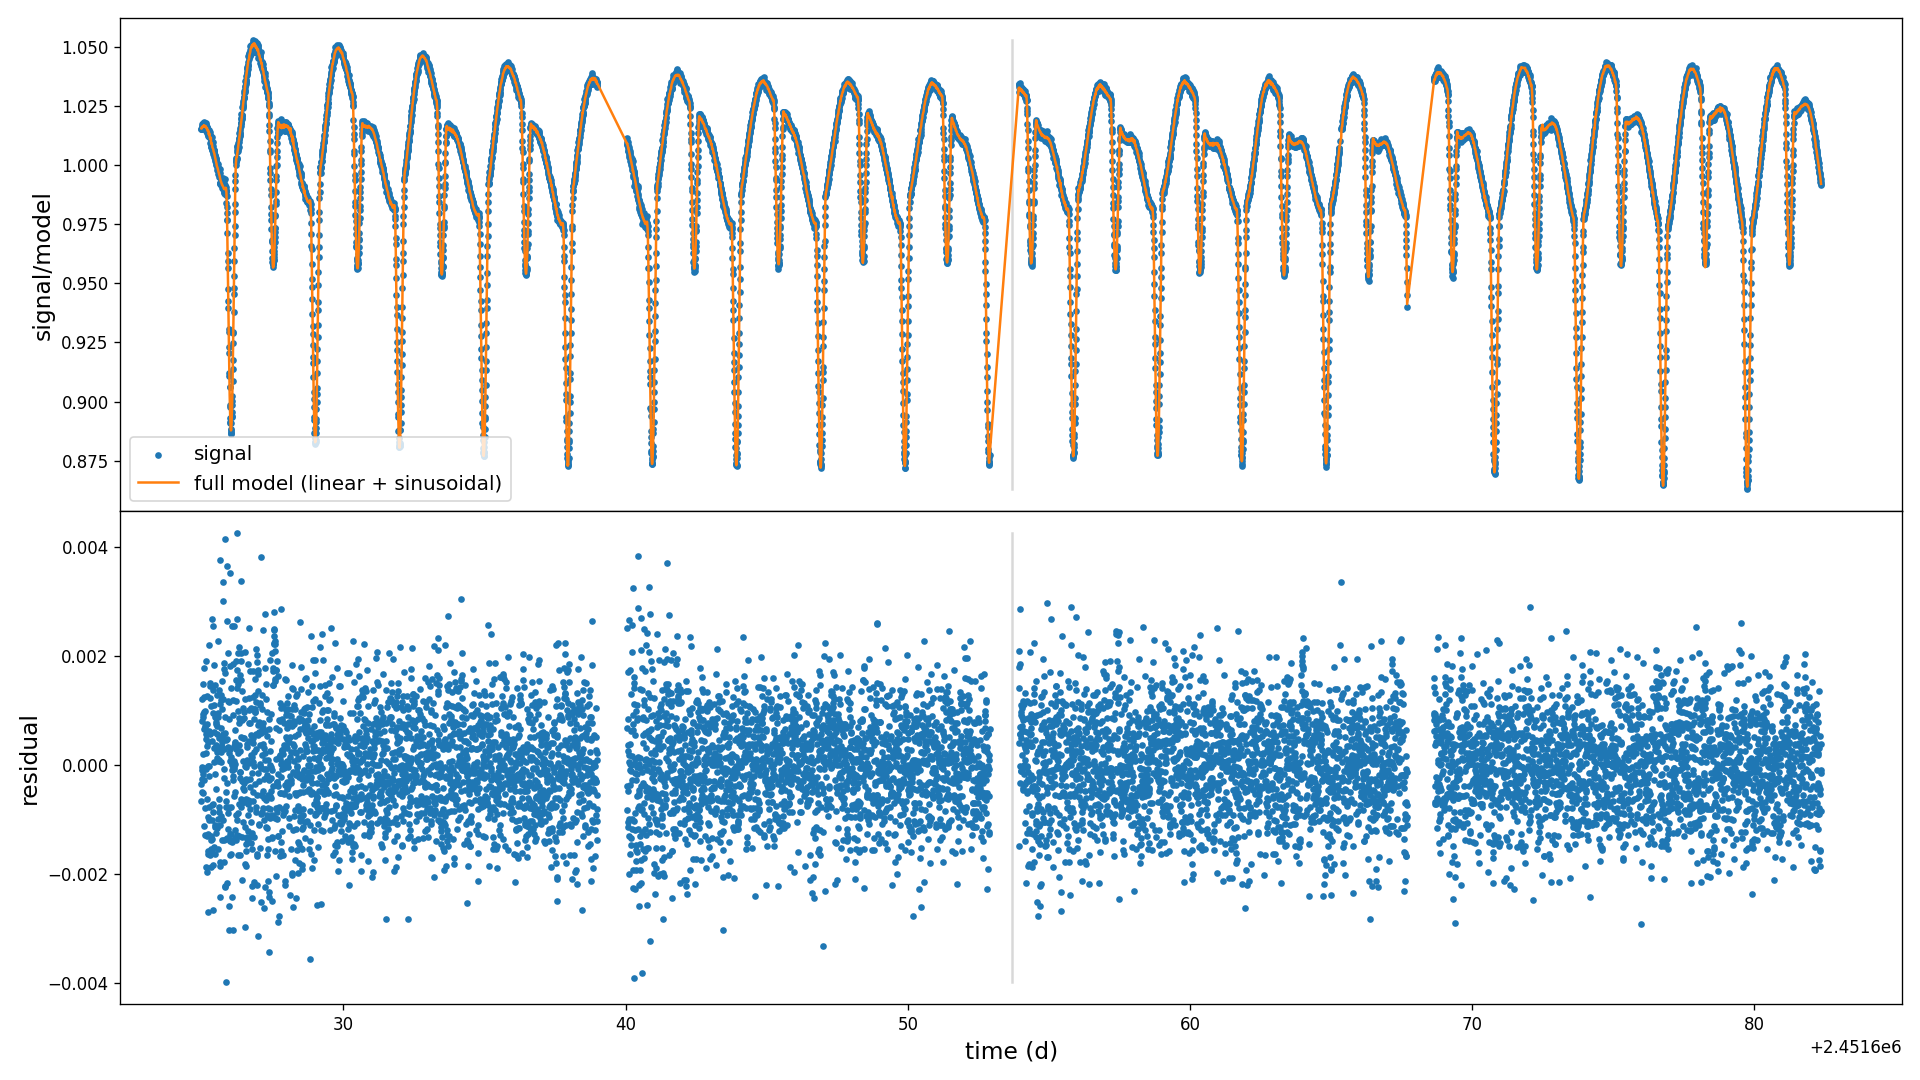 1.050
1.025
1.000
0.975
0.950
0.925
0.900
0.875
signal/model
signal
full model (linear + sinusoidal)
0.004
0.002
0.000
−0.002
−0.004
residual
30 40 50 60 70 80
time (d)
+2.4516e6